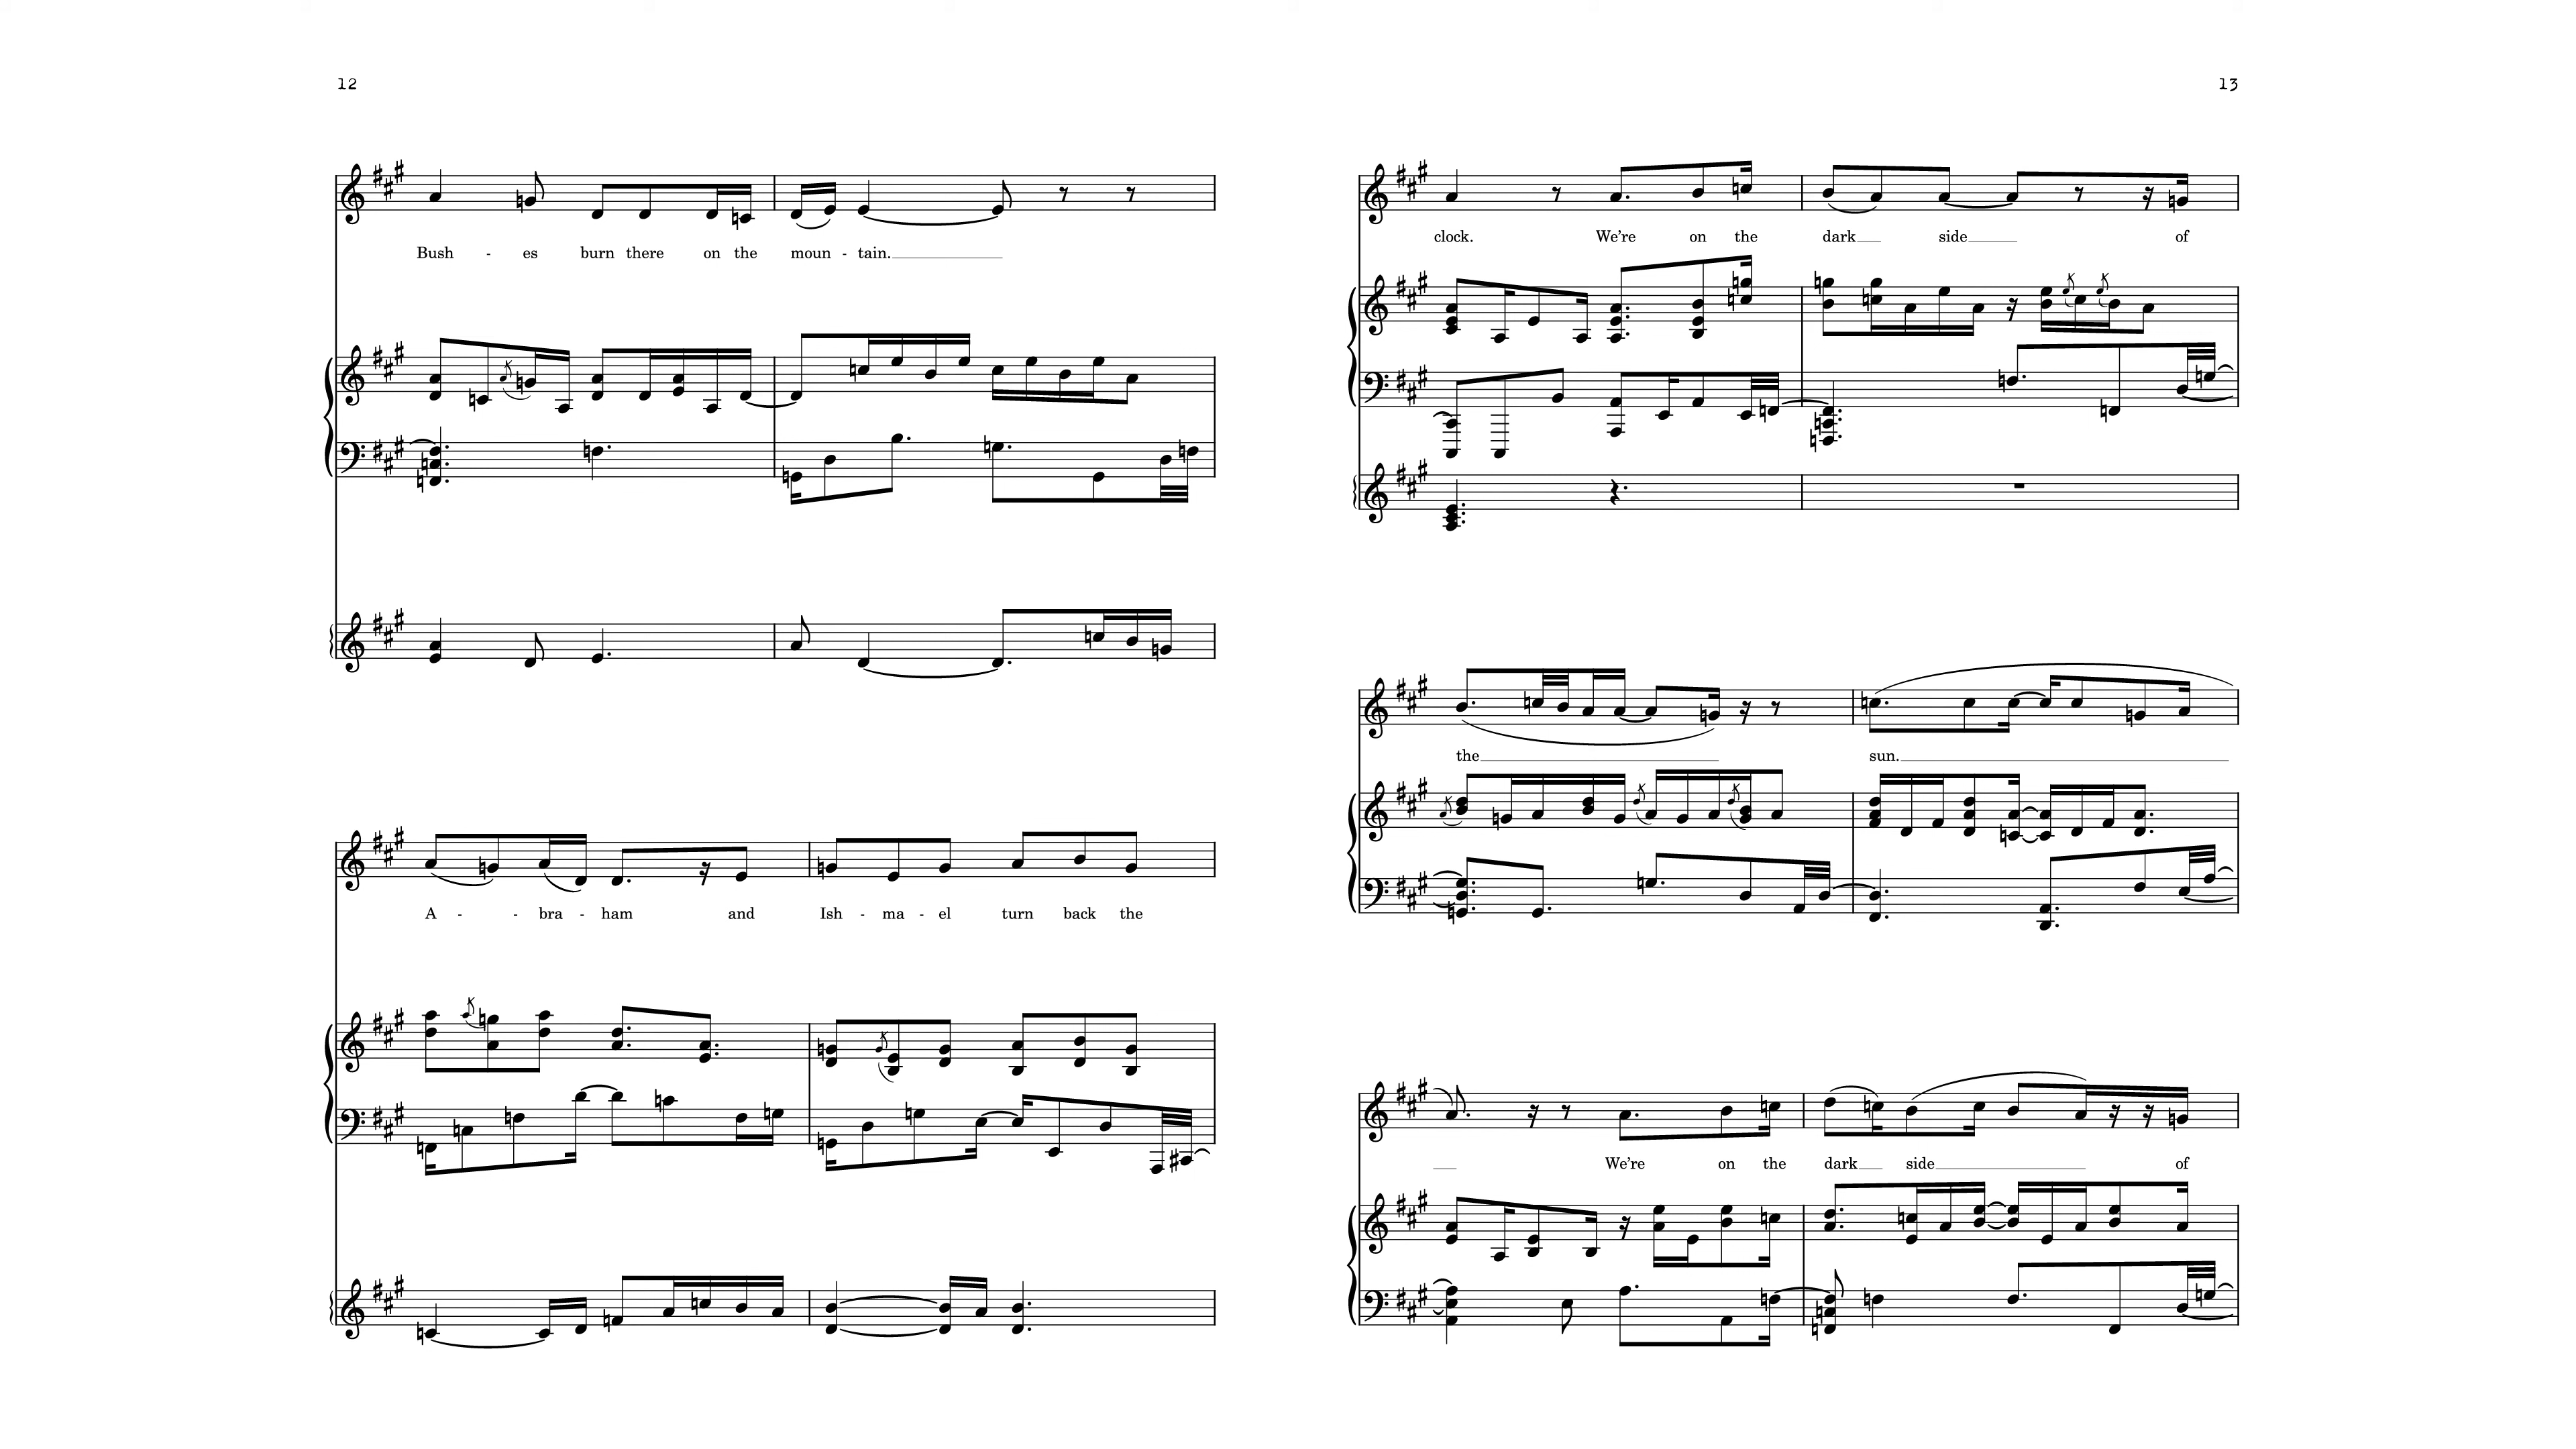 12
Bush - es burn there on the moun - tain.
A - - bra - ham and Ish - ma - el turn back the
13
clock. We’re on the dark side of
the sun.
We’re on the dark side of